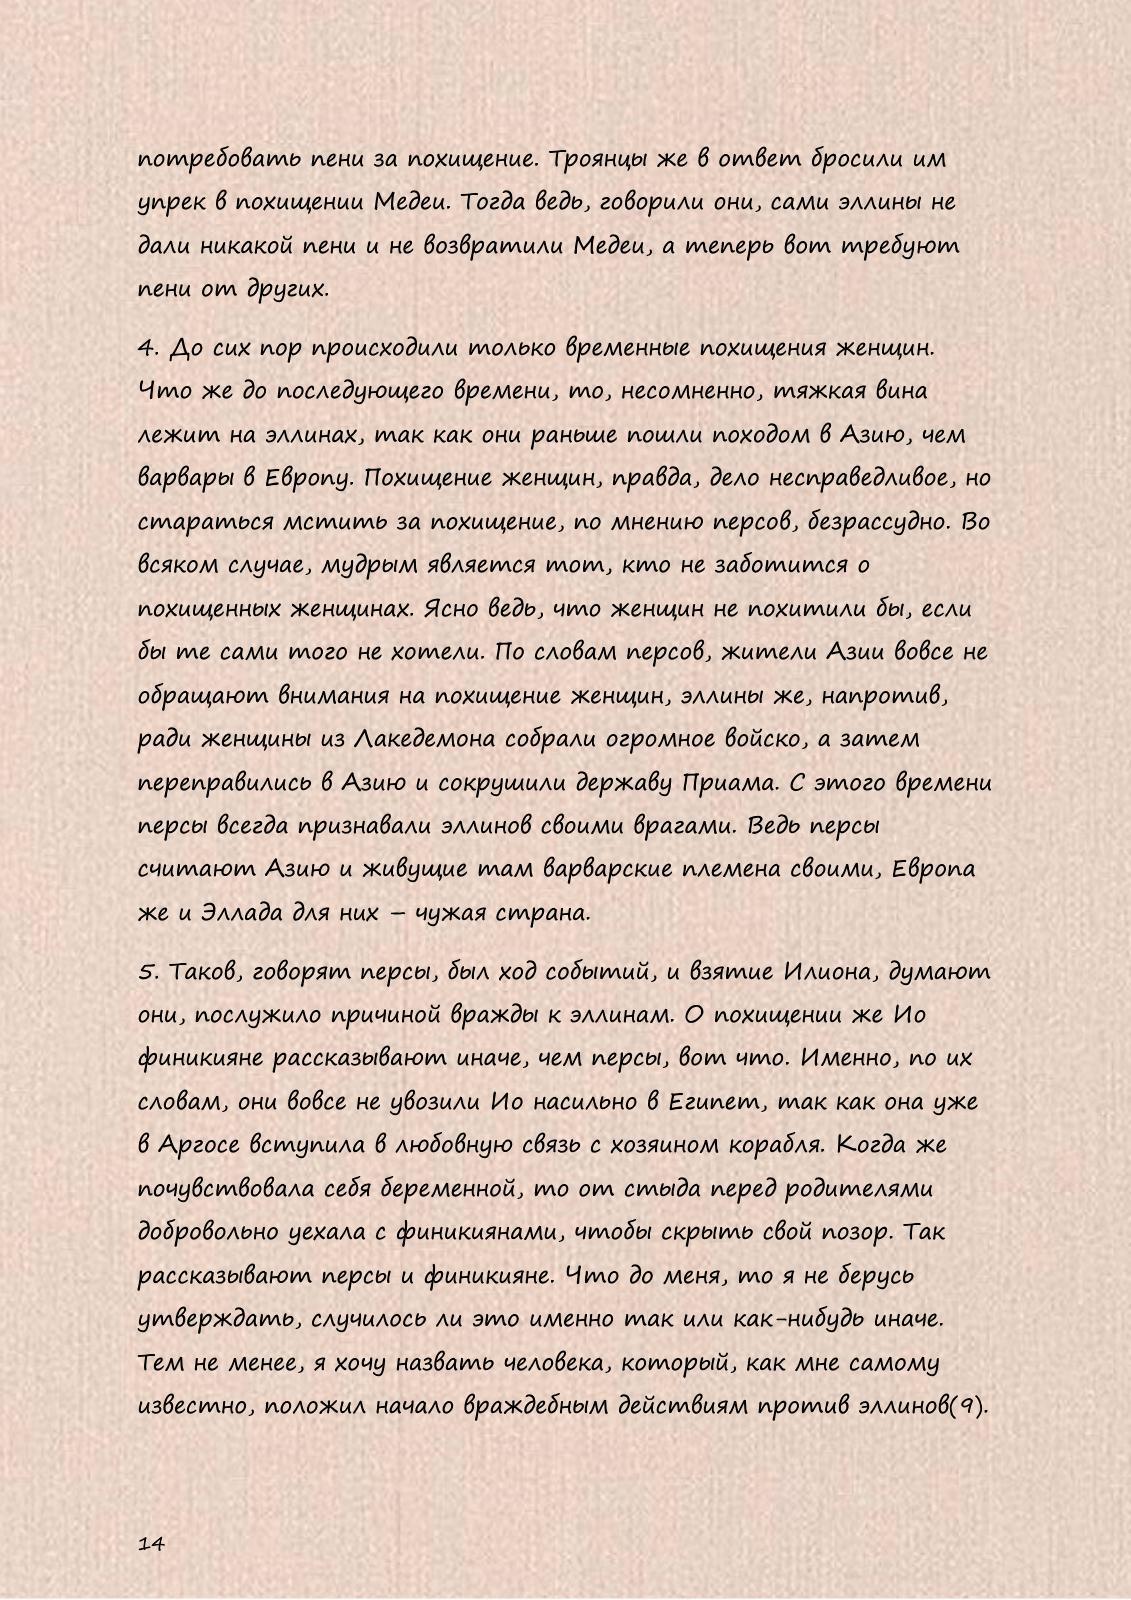 потребовать пени за похищение. Троянцы же в ответ бросили им
упрек в похищении Медеи. Тогда ведь, говорили они, сами эллины не
дали никакой пени и не возвратили Медеи, а теперь вот требуют
пени от других.
4. До сих пор происходили только временные похищения женщин.
Что же до последующего времени, то, несомненно, тяжкая вина
лежит на эллинах, так как они раньше пошли походом в Азию, чем
варвары в Европу. Похищение женщин, правда, дело несправедливое, но
стараться мстить за похищение, по мнению персов, безрассудно. Во
всяком случае, мудрым является тот, кто не заботится о
похищенных женщинах. Ясно ведь, что женщин не похитили бы, если
бы те сами того не хотели. По словам персов, жители Азии вовсе не
обращают внимания на похищение женщин, эллины же, напротив,
ради женщины из Лакедемона собрали огромное войско, а затем
переправились в Азию и сокрушили державу Приама. С этого времени
персы всегда признавали эллинов своими врагами. Ведь персы
считают Азию и живущие там варварские племена своими, Европа
же и Эллада для них – чужая страна.
5. Таков, говорят персы, был ход событий, и взятие Илиона, думают
они, послужило причиной вражды к эллинам. О похищении же Ио
финикияне рассказывают иначе, чем персы, вот что. Именно, по их
словам, они вовсе не увозили Ио насильно в Египет, так как она уже
в Аргосе вступила в любовную связь с хозяином корабля. Когда же
почувствовала себя беременной, то от стыда перед родителями
добровольно уехала с финикиянами, чтобы скрыть свой позор. Так
рассказывают персы и финикияне. Что до меня, то я не берусь
утверждать, случилось ли это именно так или как-нибудь иначе.
Тем не менее, я хочу назвать человека, который, как мне самому
известно, положил начало враждебным действиям против эллинов(9).
14